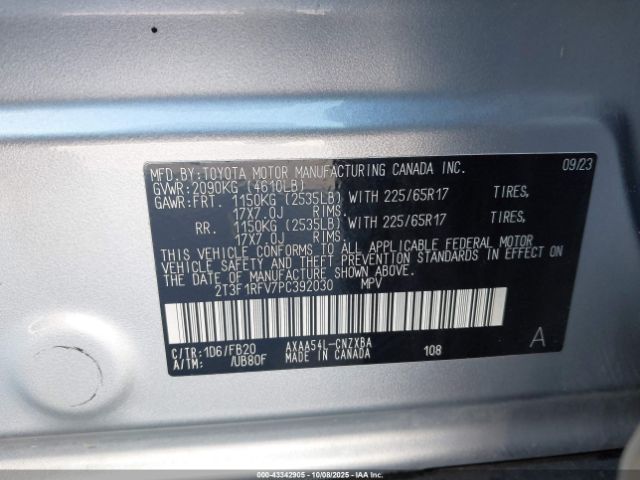 MFD.BY:TOYOTA MOTOR MANUFACTURING CANADA INC. 09/23
GVWR:2090KG (4610LB)
GAWR:FRT. 1150KG (2535LB) WITH 225/65R17 TIRES,
17X7.0J RIMS.
RR. 1150KG (2535LB) WITH 225/65R17 TIRES,
17X7.0J RIMS.
THIS VEHICLE CONFORMS TO ALL APPLICABLE FEDERAL MOTOR
VEHICLE SAFETY AND THEFT PREVENTION STANDARDS IN EFFECT ON
THE DATE OF MANUFACTURE SHOWN ABOVE.
2T3F1RFV7PC392030 MPV
C/TR:1D6/FB20 AXAA54L-CNZXBA A
A/TM: /UB80F MADE IN CANADA 108
000-43342905 - 10/08/2025 - IAA Inc.